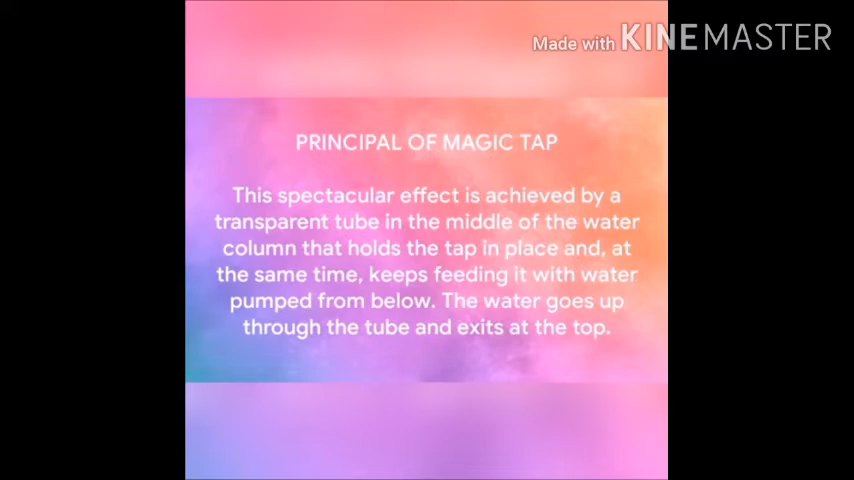 Made with KINEMASTER
PRINCIPAL OF MAGIC TAP
This spectacular effect is achieved by a
transparent tube in the middle of the water
column that holds the tap in place and, at
the same time, keeps feeding it with water
pumped from below. The water goes up
through the tube and exits at the top.